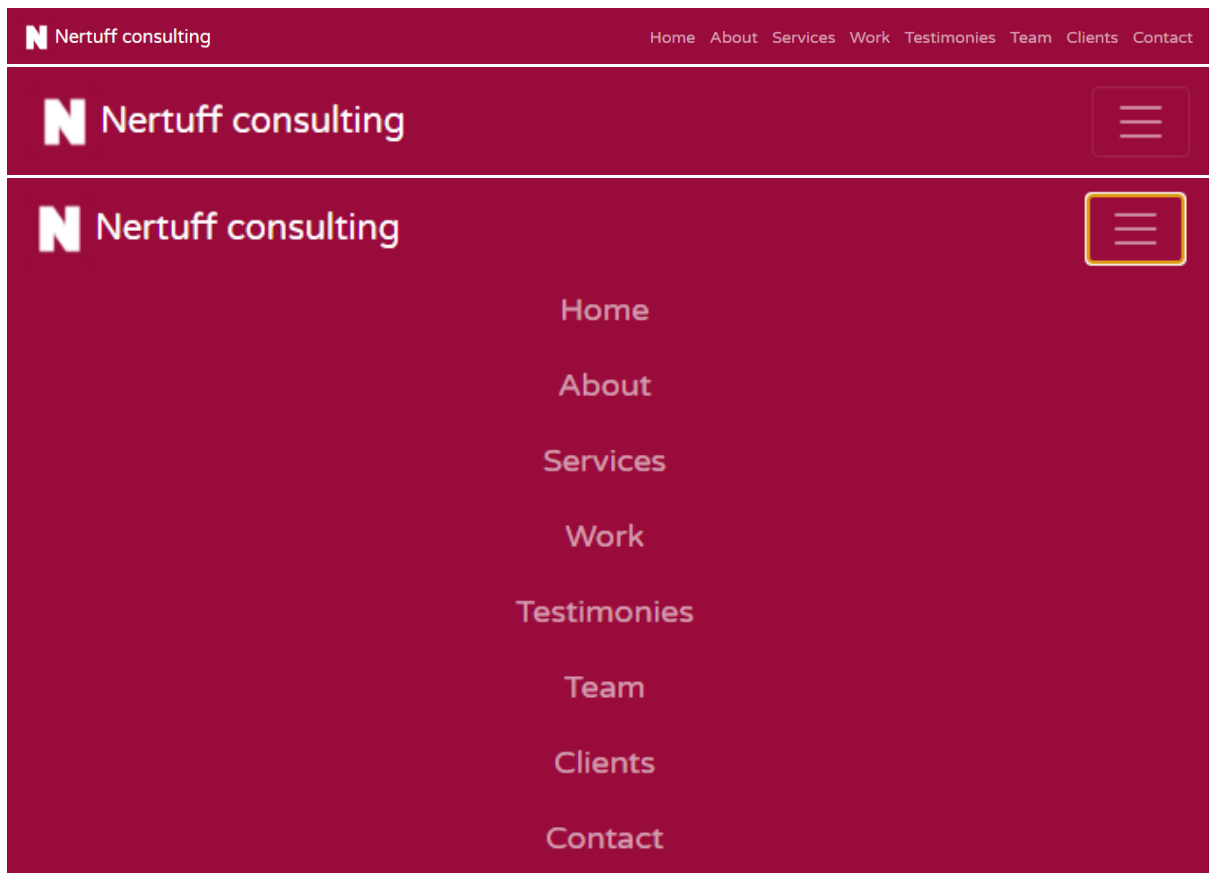 N Nertuff consulting Home About Services Work Testimonies Team Clients Contact
N Nertuff consulting
N Nertuff consulting
Home
About
Services
Work
Testimonies
Team
Clients
Contact